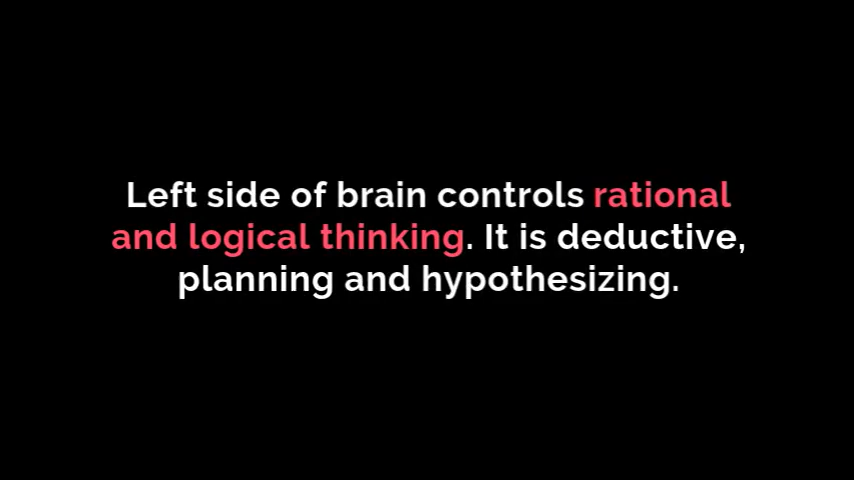 Left side of brain controls rational
and logical thinking. It is deductive,
planning and hypothesizing.